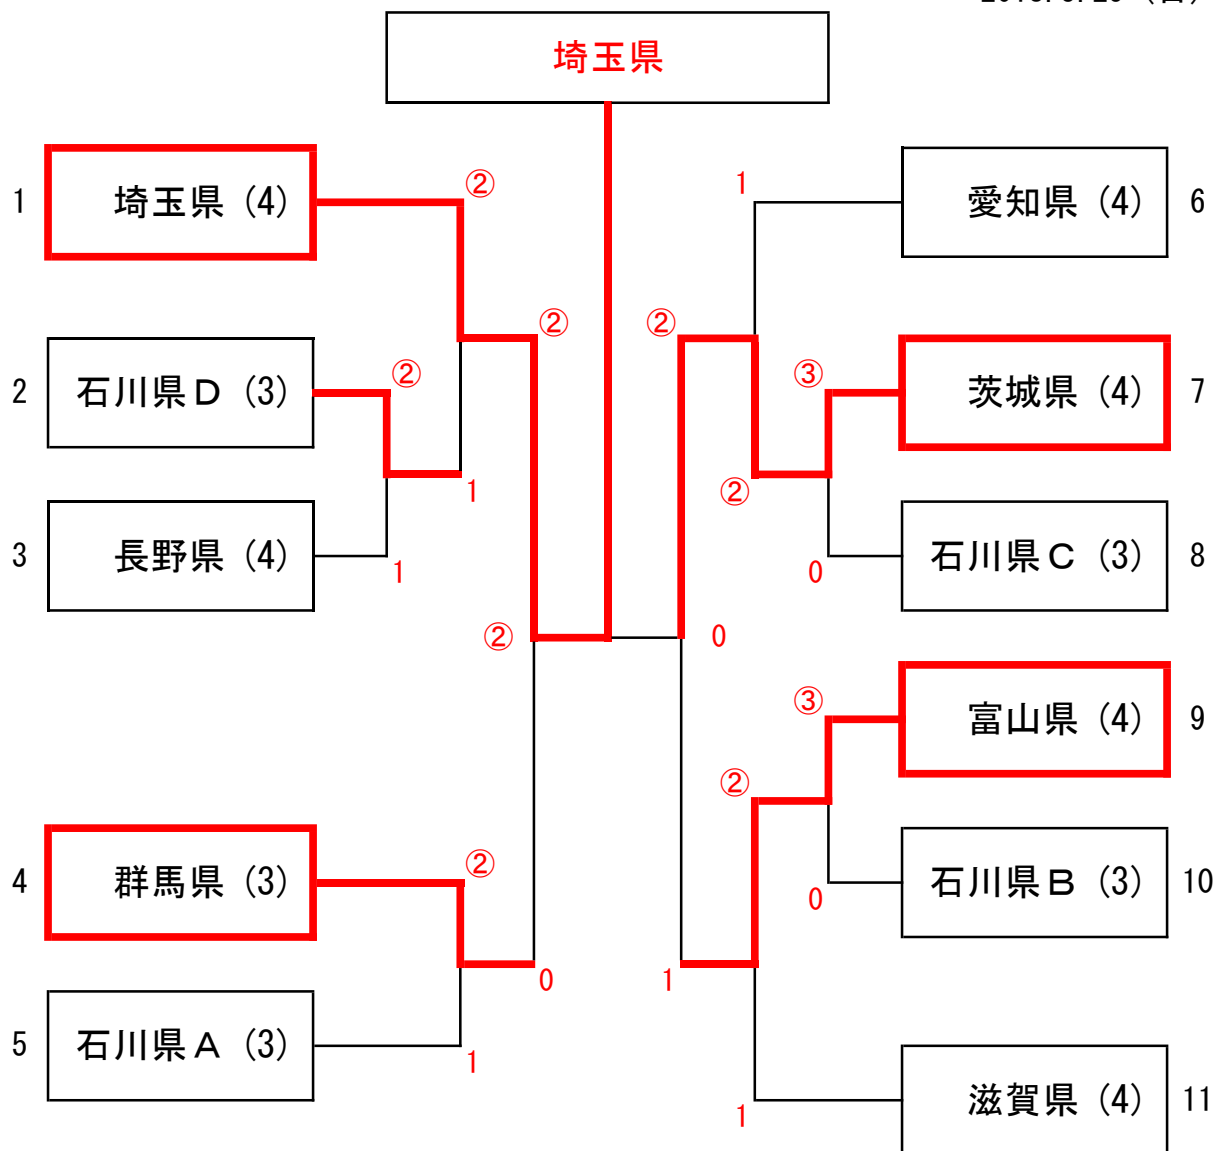 埼玉県
1 埼玉県 (4) ② 1 愛知県 (4) 6
② ②
2 石川県D (3) ② ③ 茨城県 (4) 7
1 ②
3 長野県 (4) 1 0 石川県C (3) 8
② 0
③ 富山県 (4) 9
②
4 群馬県 (3) ② 0 石川県B (3) 10
0 1
5 石川県A (3) 1
1 滋賀県 (4) 11